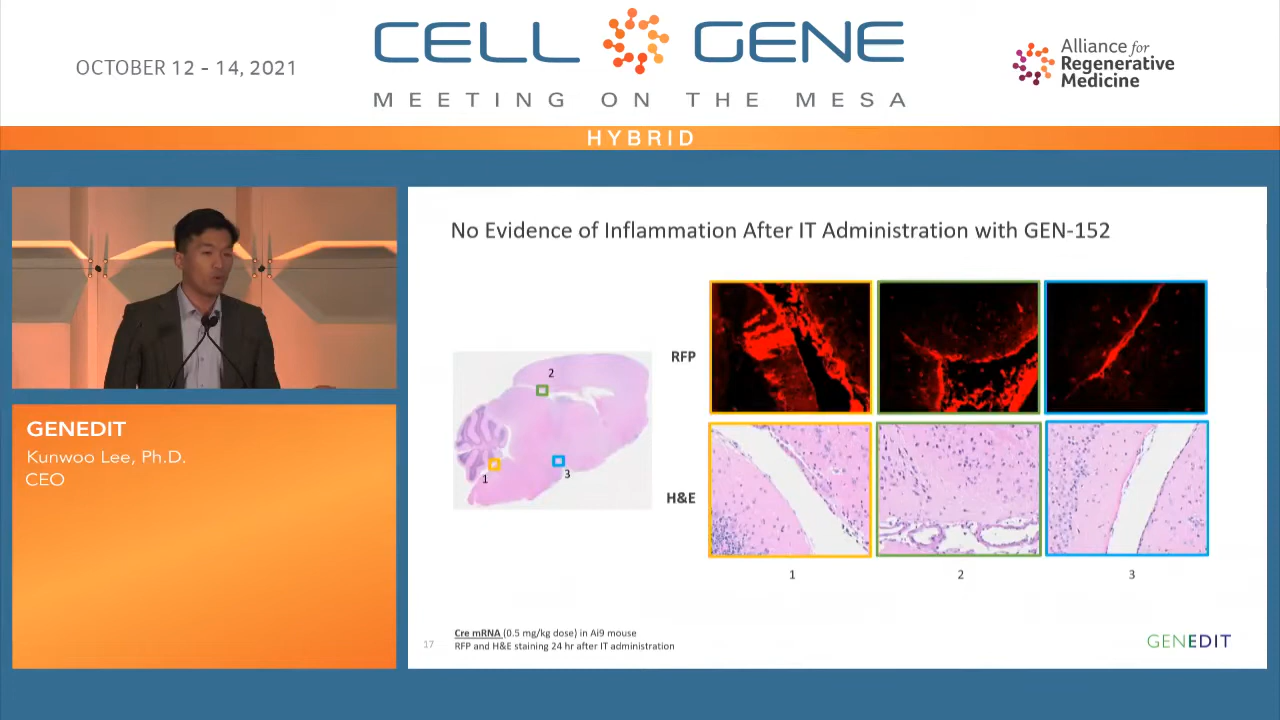 OCTOBER 12 - 14, 2021
CELL GENE
MEETING ON THE MESA
Alliance for
Regenerative
Medicine
HYBRID
GENEDIT
Kunwoo Lee, Ph.D.
CEO
No Evidence of Inflammation After IT Administration with GEN-152
2
1
3
RFP
H&E
1
2
3
Cre mRNA (0.5 mg/kg dose) in Ai9 mouse
RFP and H&E staining 24 hr after IT administration
17
GENEDIT